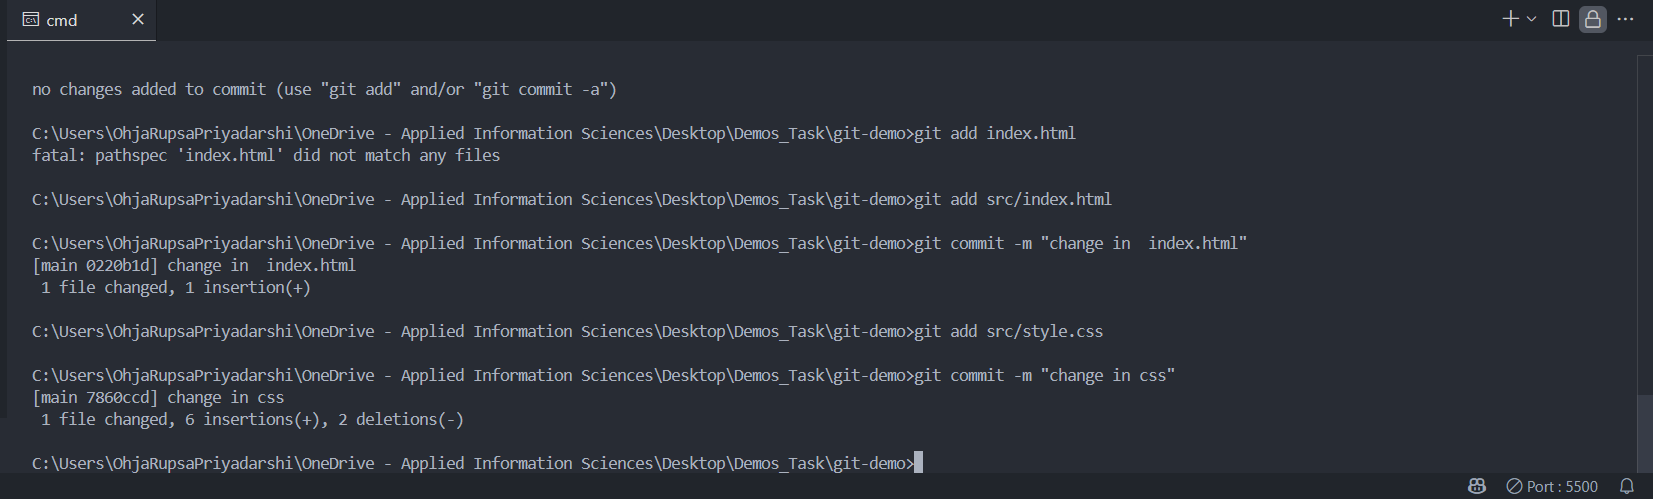 cmd
no changes added to commit (use "git add" and/or "git commit -a")
C:\Users\OhjaRupsaPriyadarshi\OneDrive - Applied Information Sciences\Desktop\Demos_Task\git-demo>git add index.html
fatal: pathspec 'index.html' did not match any files
C:\Users\OhjaRupsaPriyadarshi\OneDrive - Applied Information Sciences\Desktop\Demos_Task\git-demo>git add src/index.html
C:\Users\OhjaRupsaPriyadarshi\OneDrive - Applied Information Sciences\Desktop\Demos_Task\git-demo>git commit -m "change in  index.html"
[main 0220b1d] change in  index.html
 1 file changed, 1 insertion(+)
C:\Users\OhjaRupsaPriyadarshi\OneDrive - Applied Information Sciences\Desktop\Demos_Task\git-demo>git add src/style.css
C:\Users\OhjaRupsaPriyadarshi\OneDrive - Applied Information Sciences\Desktop\Demos_Task\git-demo>git commit -m "change in css"
[main 7860ccd] change in css
 1 file changed, 6 insertions(+), 2 deletions(-)
C:\Users\OhjaRupsaPriyadarshi\OneDrive - Applied Information Sciences\Desktop\Demos_Task\git-demo>
Port : 5500